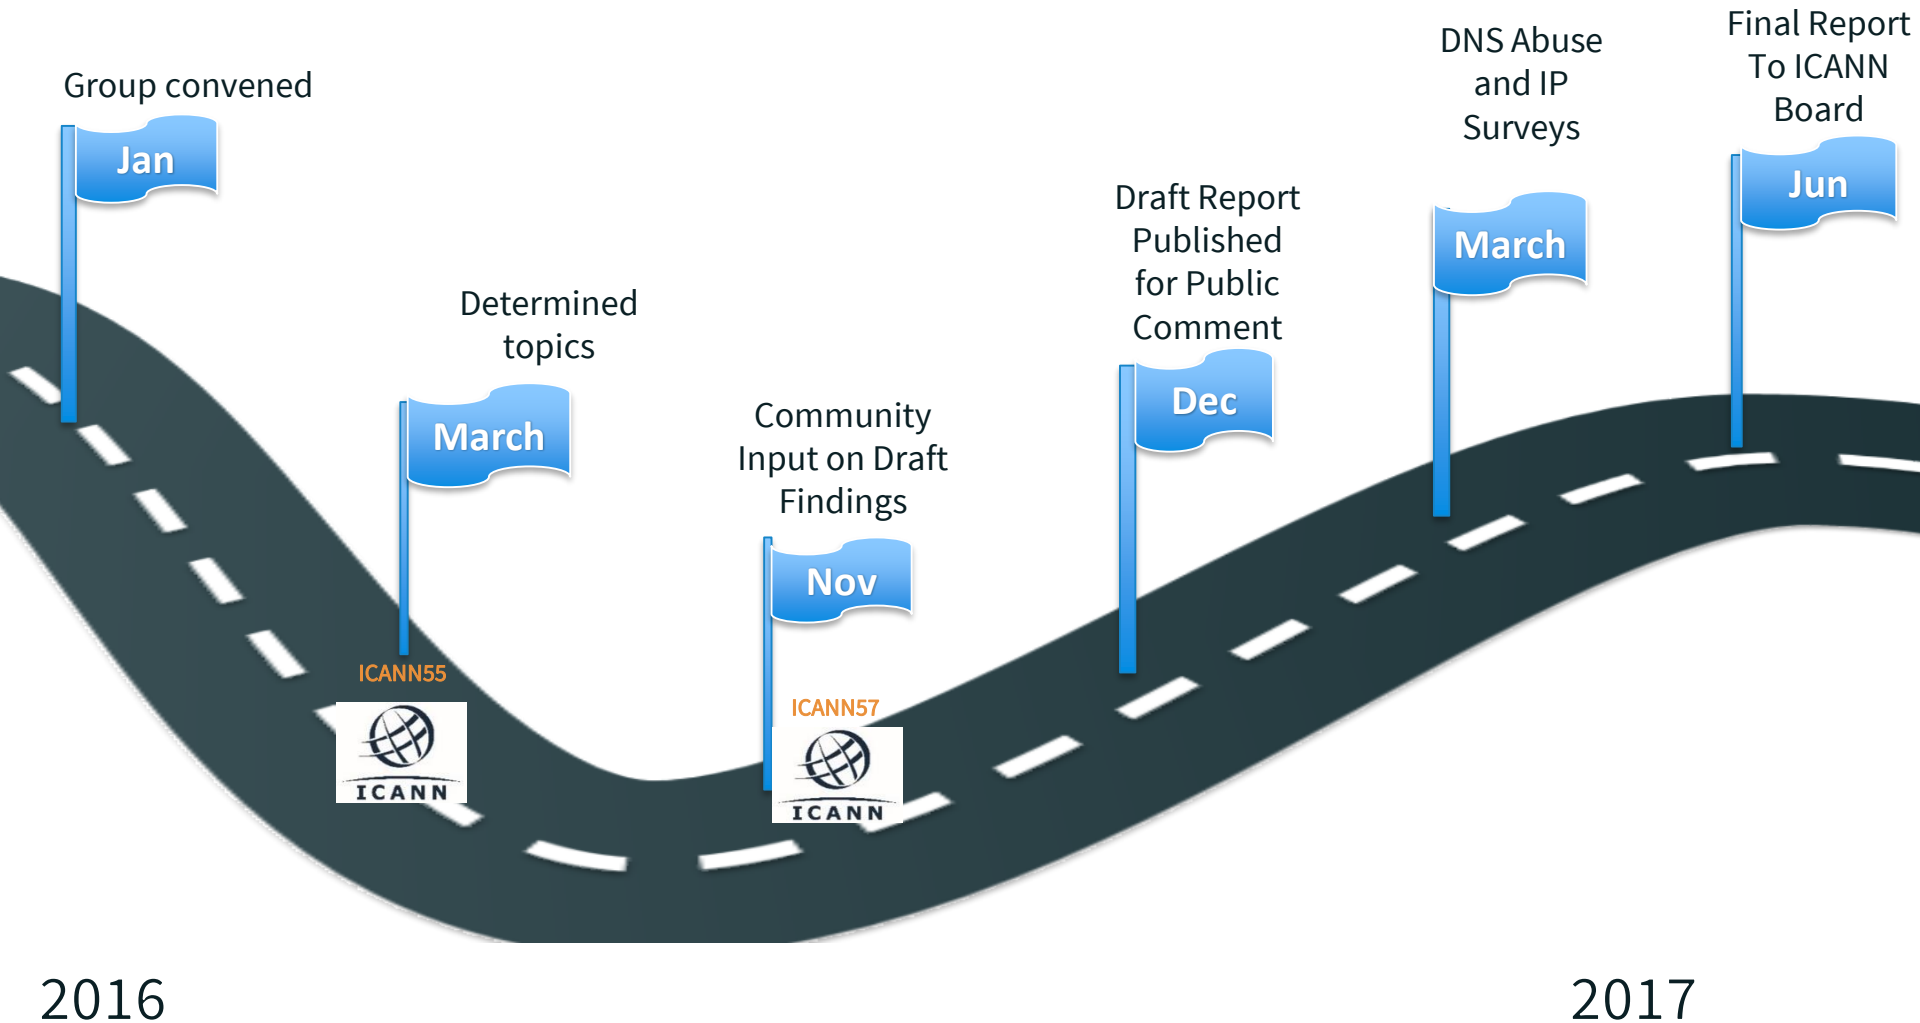 Group convened
Jan
Determined
topics
March
ICANN55
ICANN
Community
Input on Draft
Findings
Nov
ICANN57
ICANN
Draft Report
Published
for Public
Comment
Dec
DNS Abuse
and IP
Surveys
March
Final Report
To ICANN
Board
Jun
2016
2017